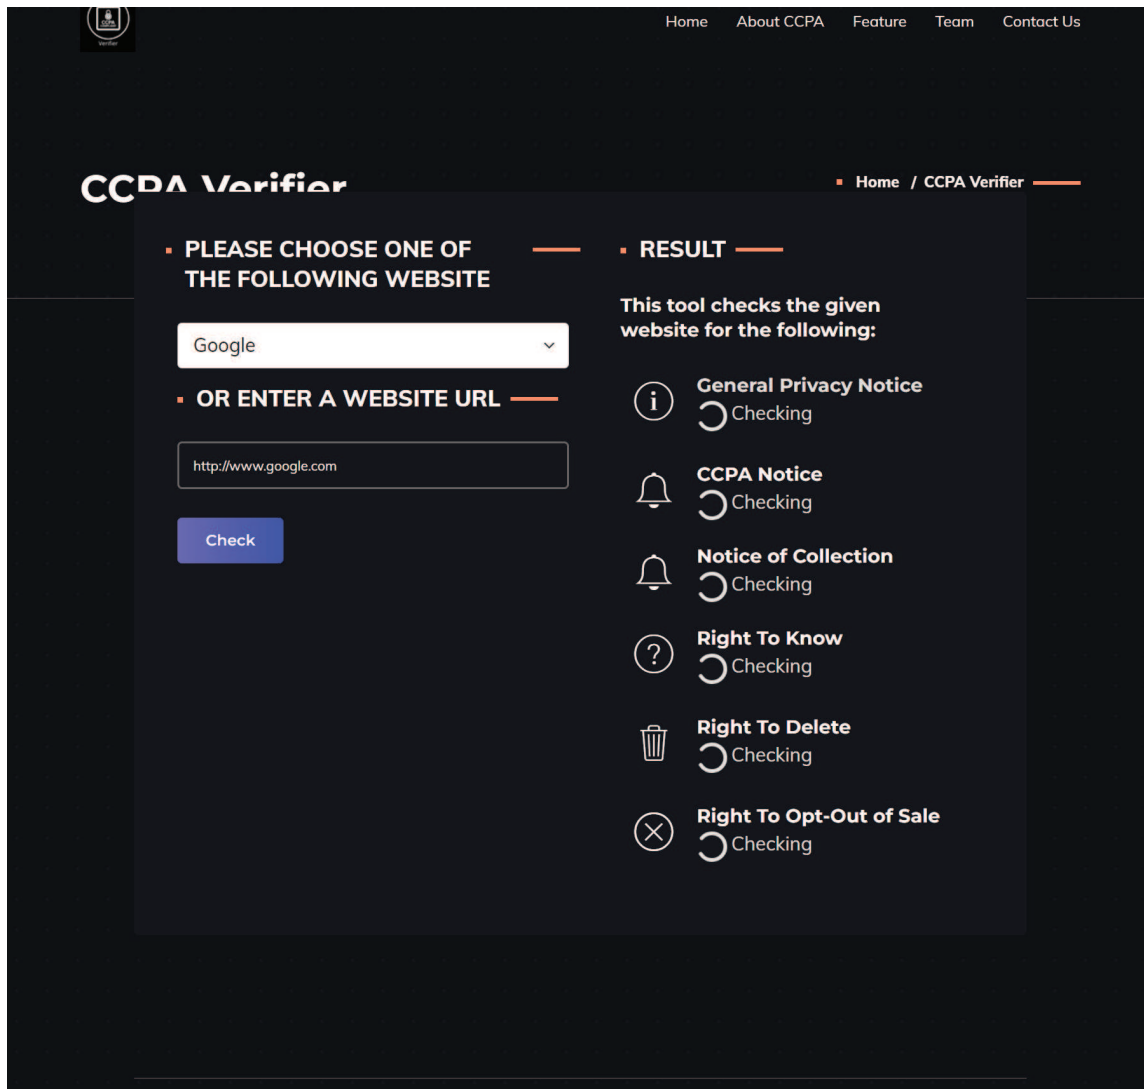 CCPA
Verifier
Home About CCPA Feature Team Contact Us
CCPA Verifier
Home / CCPA Verifier
PLEASE CHOOSE ONE OF
THE FOLLOWING WEBSITE
Google
OR ENTER A WEBSITE URL
http://www.google.com
Check
RESULT
This tool checks the given
website for the following:
General Privacy Notice
Checking
CCPA Notice
Checking
Notice of Collection
Checking
Right To Know
Checking
Right To Delete
Checking
Right To Opt-Out of Sale
Checking